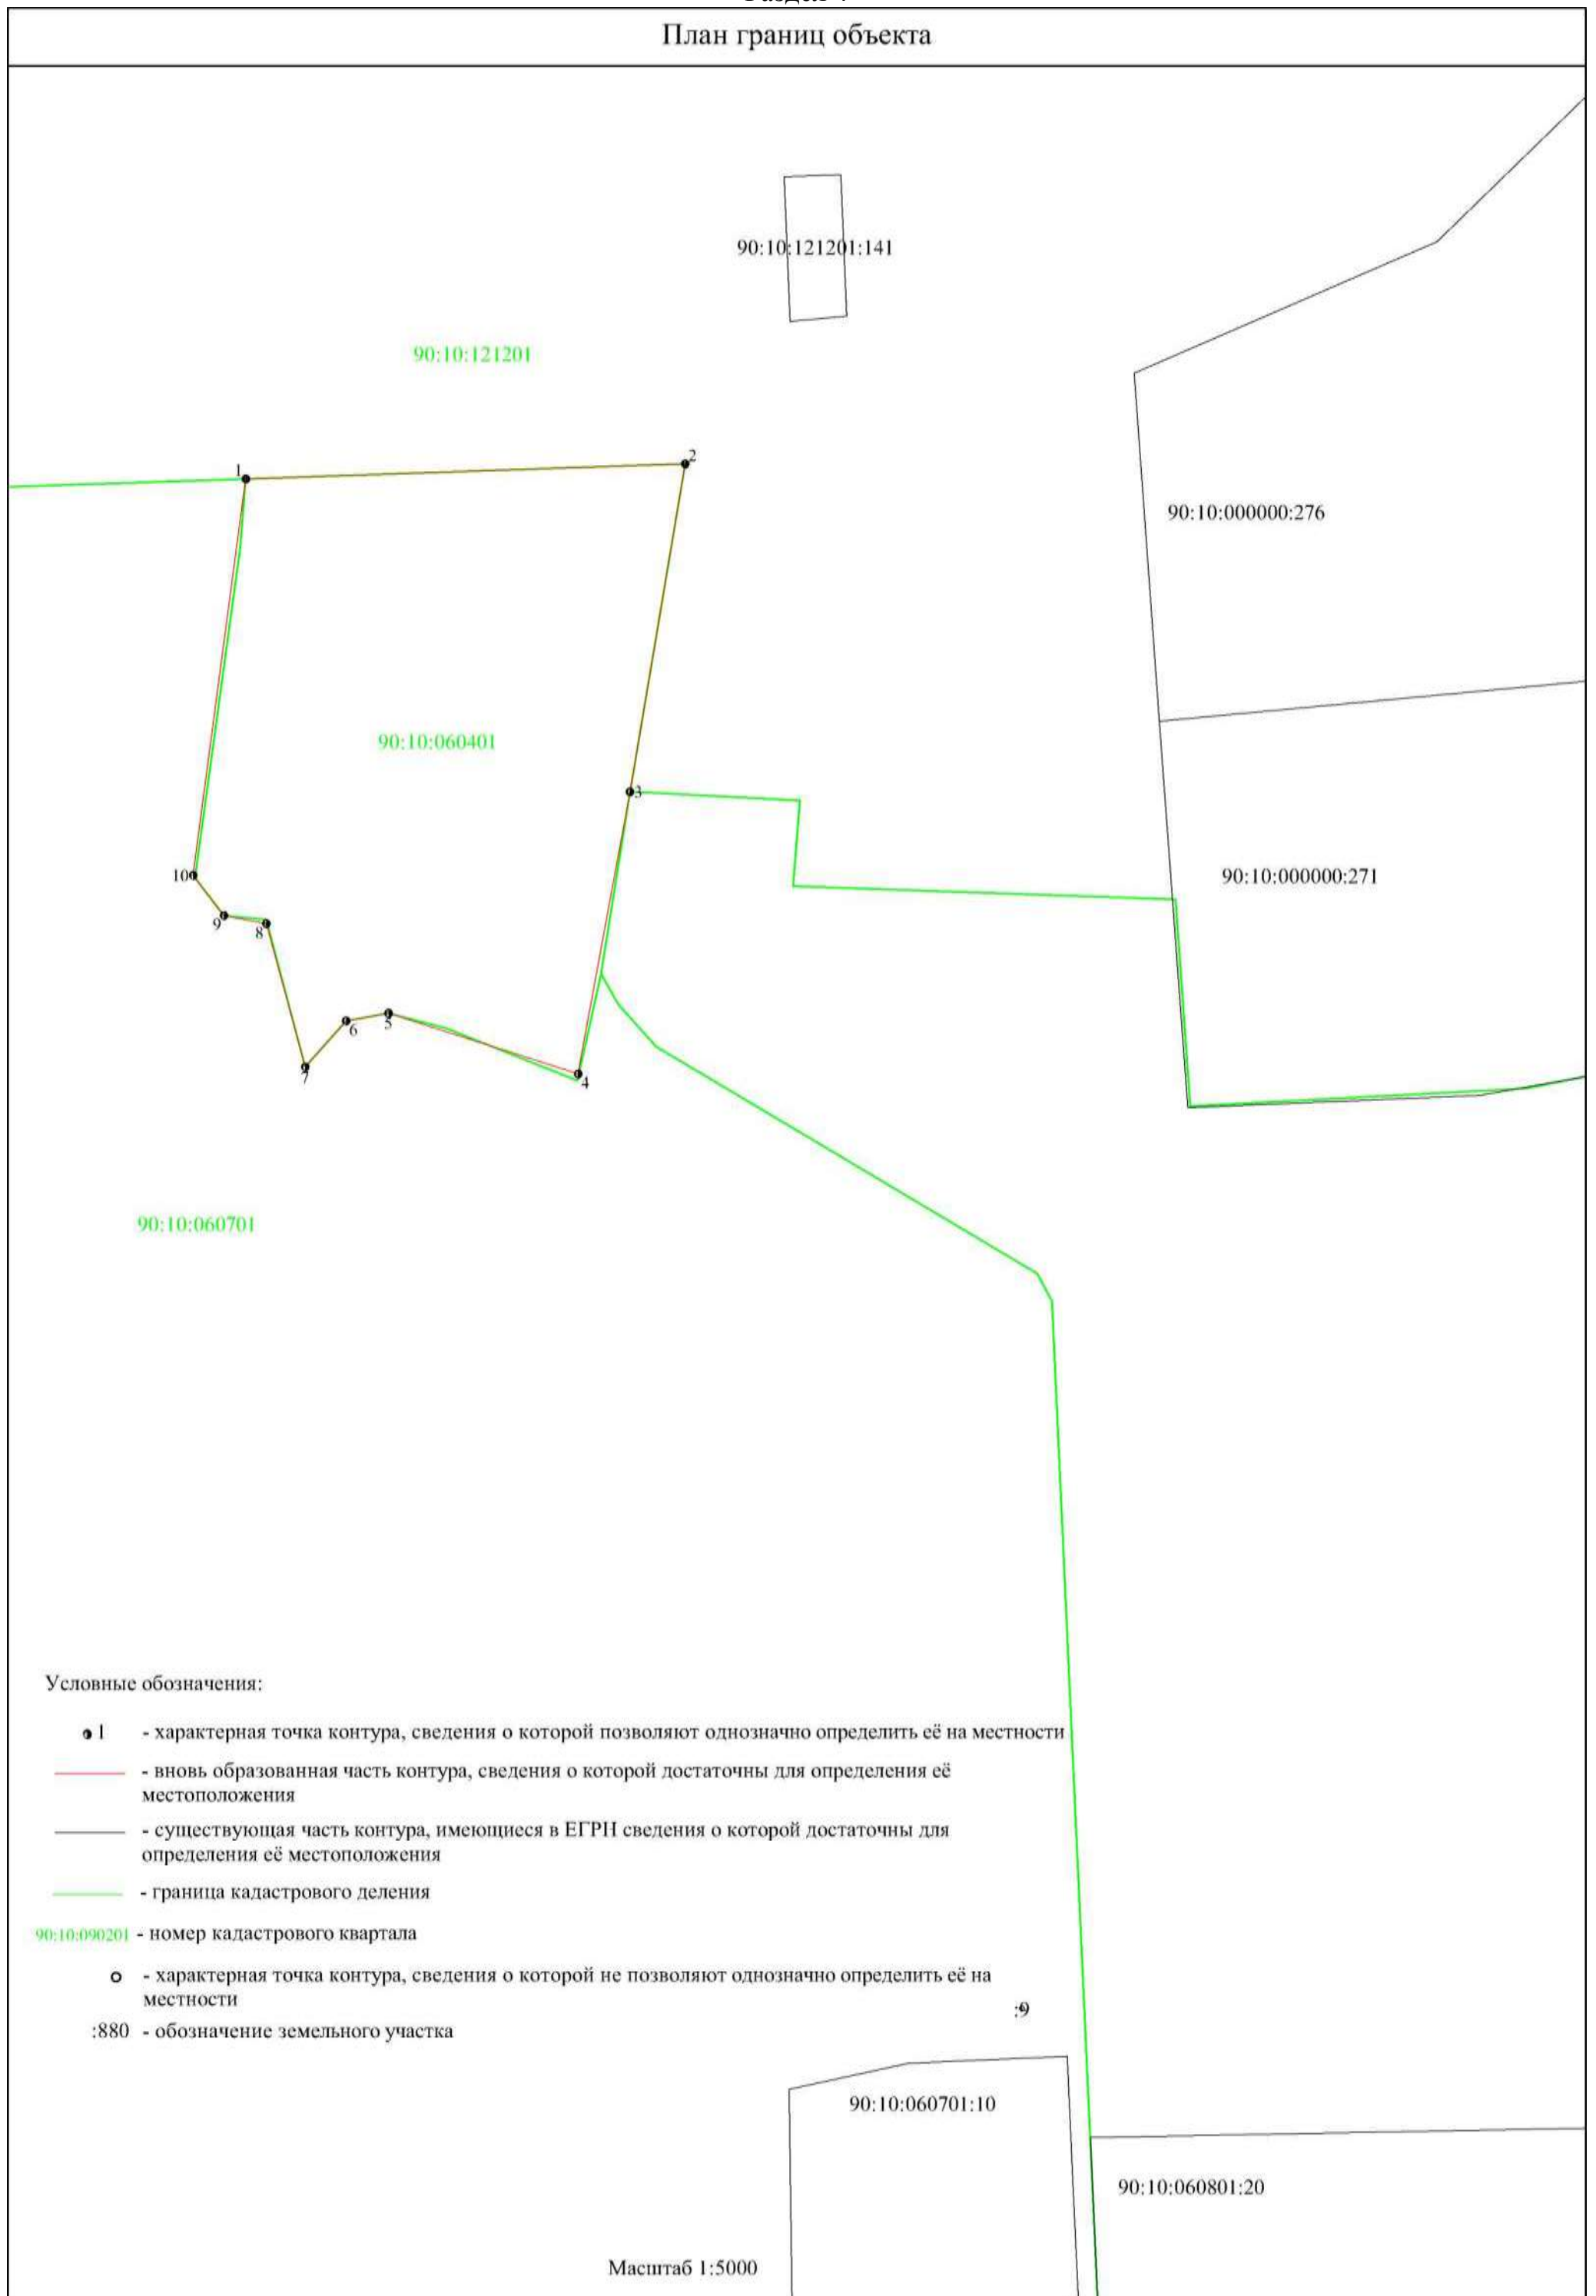 План границ объекта
90:10:121201:141
90:10:121201
1
2
90:10:000000:276
90:10:060401
3
10
90:10:000000:271
9
8
5
6
7
4
90:10:060701
Условные обозначения:
1 - характерная точка контура, сведения о которой позволяют однозначно определить её на местности
- вновь образованная часть контура, сведения о которой достаточны для определения её
местоположения
- существующая часть контура, имеющиеся в ЕГРН сведения о которой достаточны для
определения её местоположения
- граница кадастрового деления
90:10:090201 - номер кадастрового квартала
- характерная точка контура, сведения о которой не позволяют однозначно определить её на
местности
:9
:880 - обозначение земельного участка
90:10:060701:10
90:10:060801:20
Масштаб 1:5000